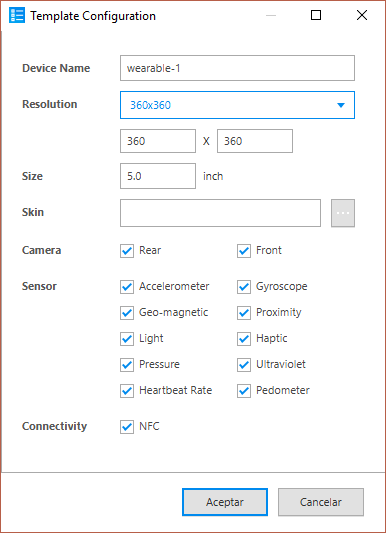 Template Configuration
Device Name wearable-1
Resolution 360x360
360 X 360
Size 5.0 inch
Skin ...
Camera Rear Front
Sensor Accelerometer Gyroscope
Geo-magnetic Proximity
Light Haptic
Pressure Ultraviolet
Heartbeat Rate Pedometer
Connectivity NFC
Aceptar Cancelar